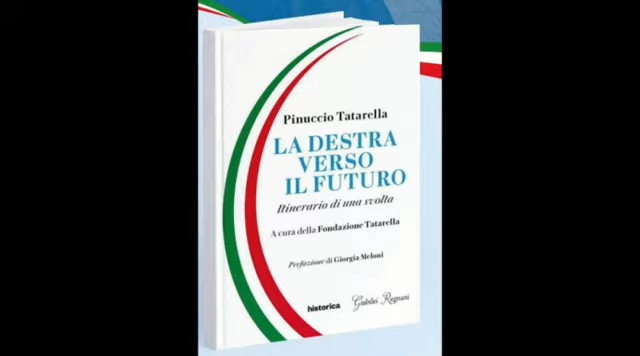 Pinuccio Tatarella
LA DESTRA
VERSO
IL FUTURO
Itinerario di una svolta
A cura della Fondazione Tatarella
Prefazione di Giorgia Meloni
historica Giubilei Regnani